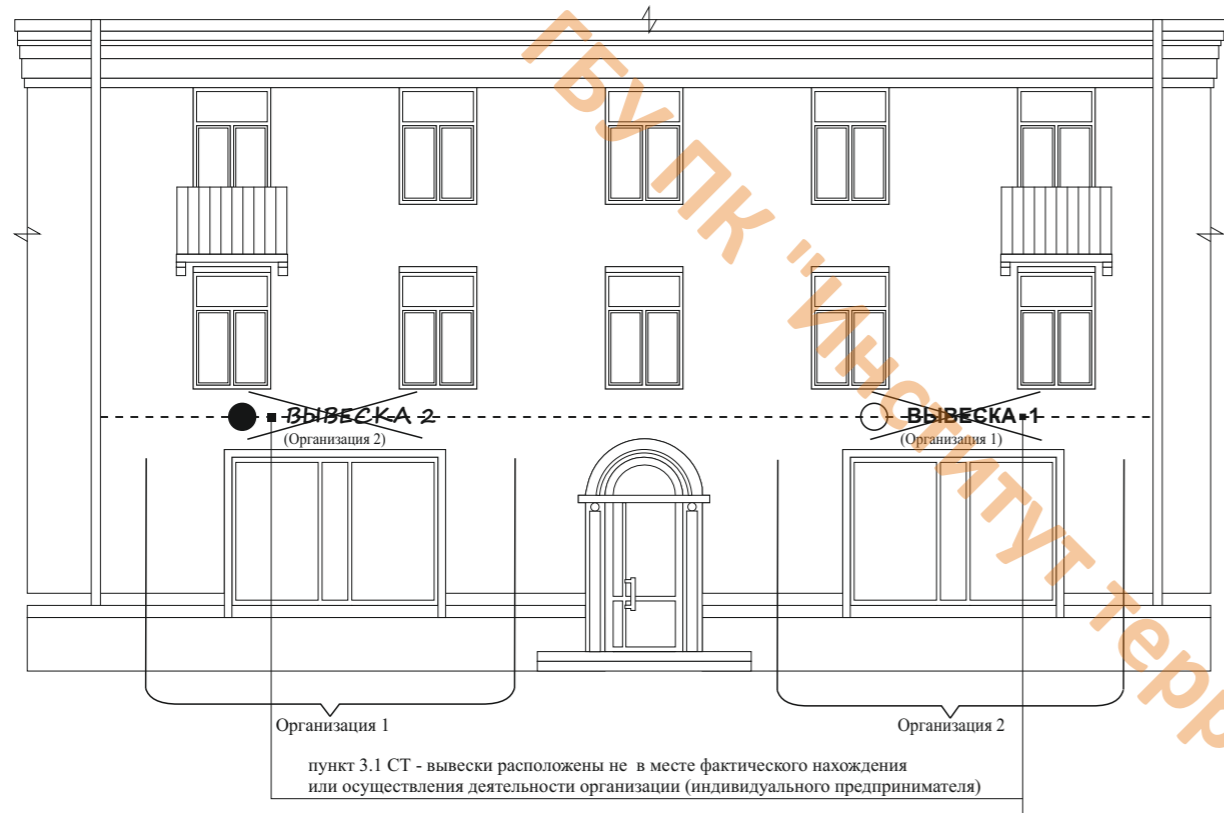 ГБУ ПК "Институт терр
ВЫВЕСКА 2
(Организация 2)
ВЫВЕСКА 1
(Организация 1)
Организация 1
Организация 2
пункт 3.1 СТ - вывески расположены не в месте фактического нахождения
или осуществления деятельности организации (индивидуального предпринимателя)